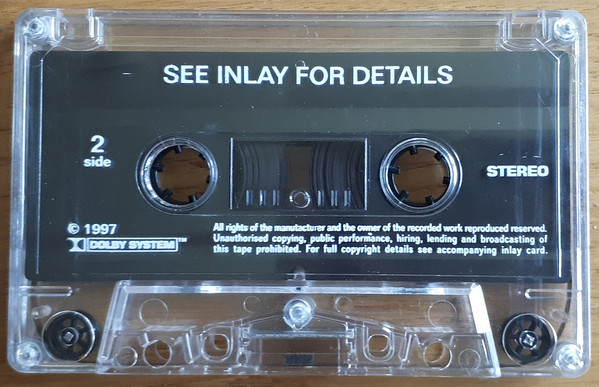 SEE INLAY FOR DETAILS
2
side
STEREO
© 1997
DOLBY SYSTEM™
All rights of the manufacturer and the owner of the recorded work reproduced reserved.
Unauthorised copying, public performance, hiring, lending and broadcasting of
this tape prohibited. For full copyright details see accompanying inlay card.